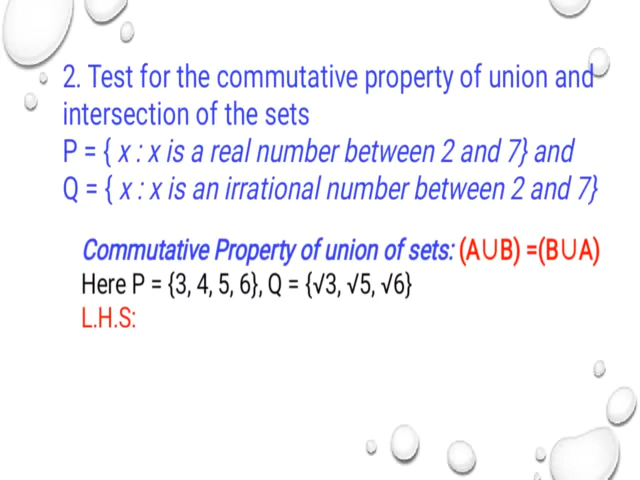 2. Test for the commutative property of union and
intersection of the sets
P = { x : x is a real number between 2 and 7} and
Q = { x : x is an irrational number between 2 and 7}
Commutative Property of union of sets: (A∪B) =(B∪A)
Here P = {3, 4, 5, 6}, Q = {√3, √5, √6}
L.H.S: